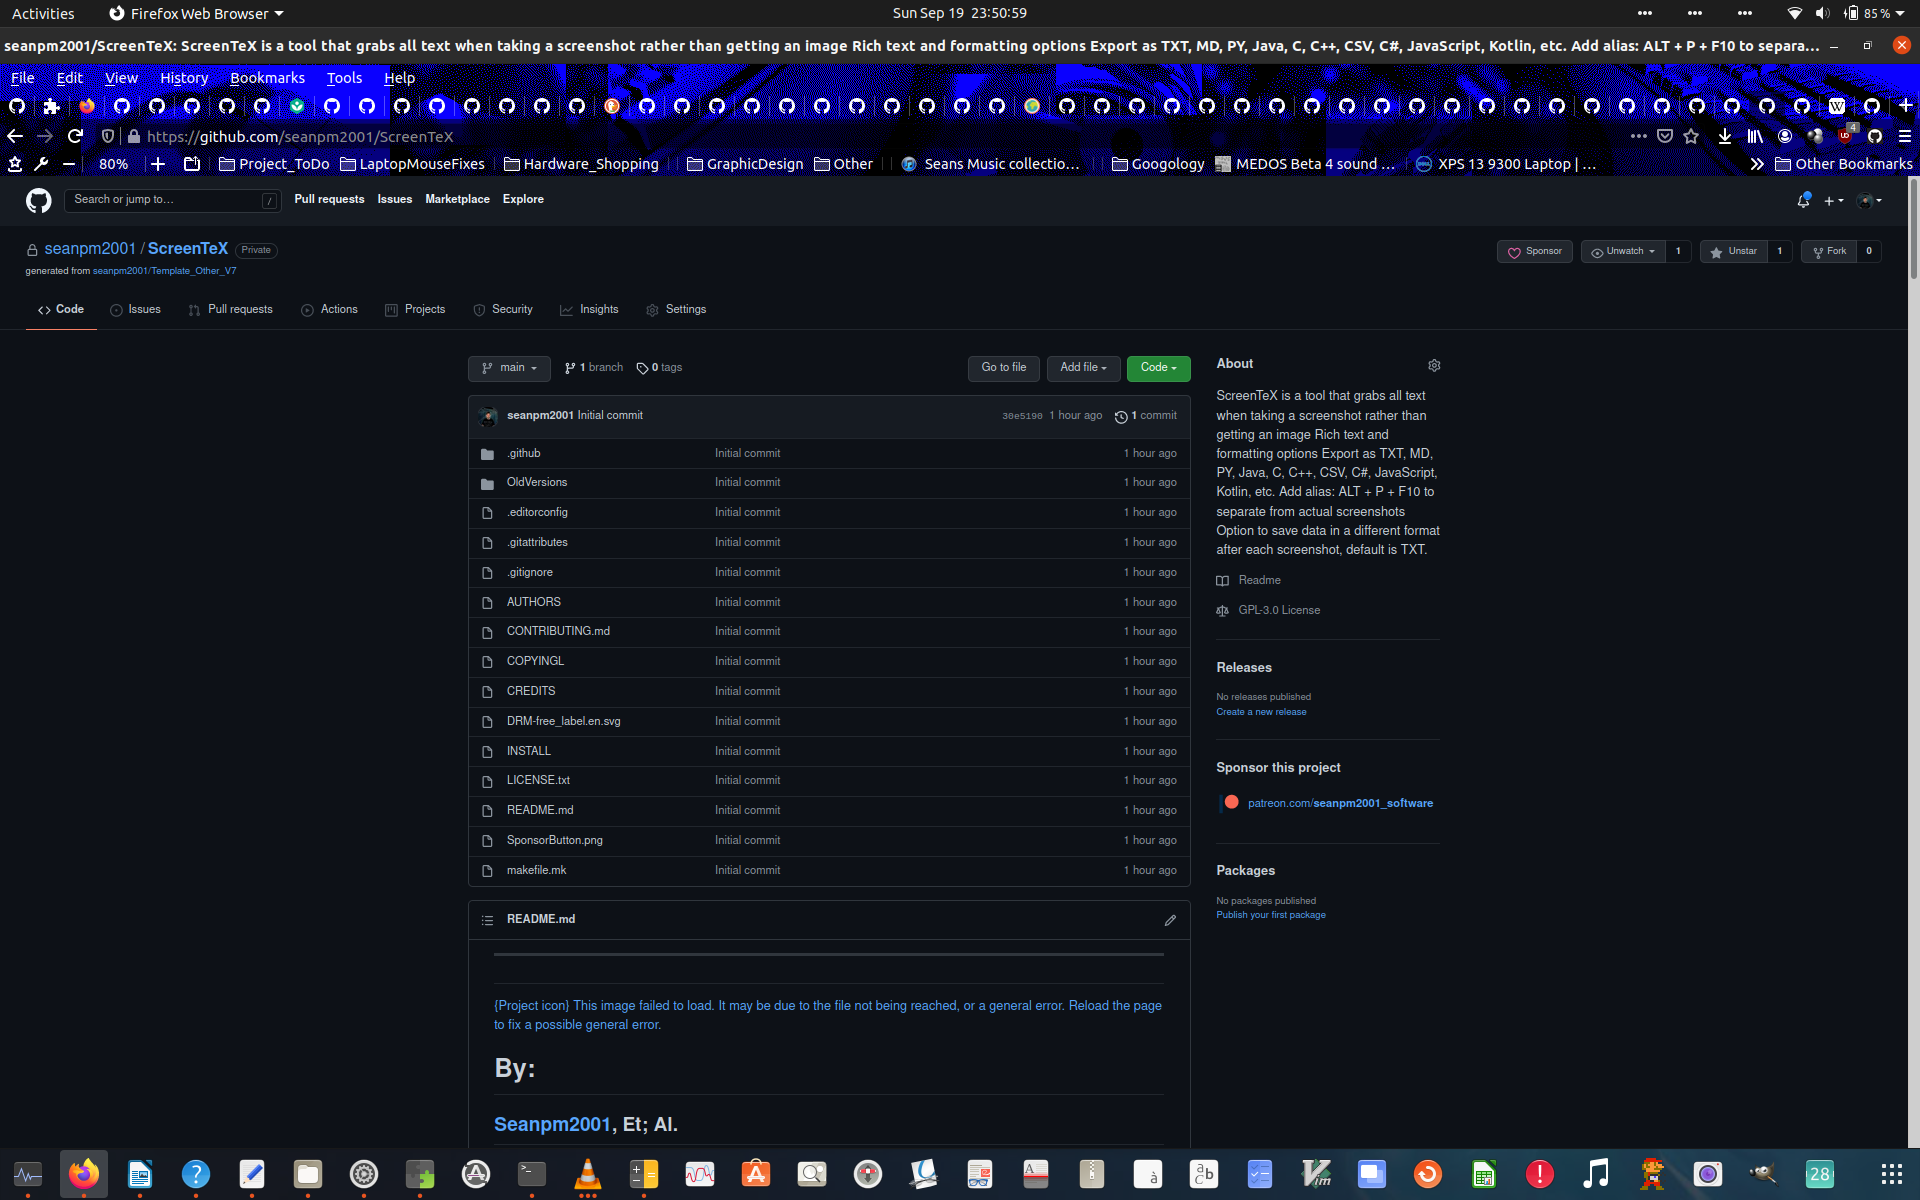 Activities Firefox Web Browser Sun Sep 19 23:50:59 85 %
seanpm2001/ScreenTeX: ScreenTeX is a tool that grabs all text when taking a screenshot rather than getting an image Rich text and formatting options Export as TXT, MD, PY, Java, C, C++, CSV, C#, JavaScript, Kotlin, etc. Add alias: ALT + P + F10 to separa…
File Edit View History Bookmarks Tools Help
https://github.com/seanpm2001/ScreenTeX 4
80% Project_ToDo LaptopMouseFixes Hardware_Shopping GraphicDesign Other Seans Music collectio… Googology MEDOS Beta 4 sound … XPS 13 9300 Laptop | … Other Bookmarks
Search or jump to… / Pull requests Issues Marketplace Explore
seanpm2001 / ScreenTeX Private
Sponsor Unwatch 1 Unstar 1 Fork 0
generated from seanpm2001/Template_Other_V7
Code Issues Pull requests Actions Projects Security Insights Settings
main 1 branch 0 tags Go to file Add file Code
seanpm2001 Initial commit 30e5190 1 hour ago 1 commit
.github Initial commit 1 hour ago
OldVersions Initial commit 1 hour ago
.editorconfig Initial commit 1 hour ago
.gitattributes Initial commit 1 hour ago
.gitignore Initial commit 1 hour ago
AUTHORS Initial commit 1 hour ago
CONTRIBUTING.md Initial commit 1 hour ago
COPYINGL Initial commit 1 hour ago
CREDITS Initial commit 1 hour ago
DRM-free_label.en.svg Initial commit 1 hour ago
INSTALL Initial commit 1 hour ago
LICENSE.txt Initial commit 1 hour ago
README.md Initial commit 1 hour ago
SponsorButton.png Initial commit 1 hour ago
makefile.mk Initial commit 1 hour ago
README.md
{Project icon} This image failed to load. It may be due to the file not being reached, or a general error. Reload the page
to fix a possible general error.
By:
Seanpm2001, Et; Al.
About
ScreenTeX is a tool that grabs all text
when taking a screenshot rather than
getting an image Rich text and
formatting options Export as TXT, MD,
PY, Java, C, C++, CSV, C#, JavaScript,
Kotlin, etc. Add alias: ALT + P + F10 to
separate from actual screenshots
Option to save data in a different format
after each screenshot, default is TXT.
Readme
GPL-3.0 License
Releases
No releases published
Create a new release
Sponsor this project
patreon.com/seanpm2001_software
Packages
No packages published
Publish your first package
28